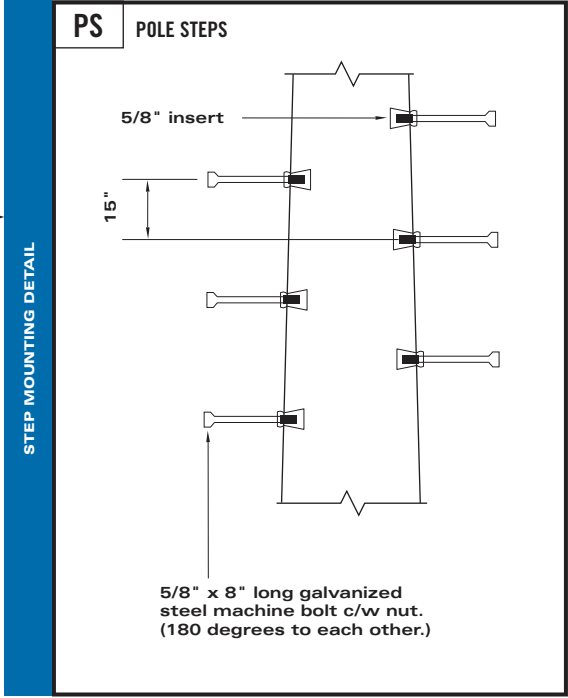 PS POLE STEPS
5/8" insert
15"
STEP MOUNTING DETAIL
5/8" x 8" long galvanized
steel machine bolt c/w nut.
(180 degrees to each other.)